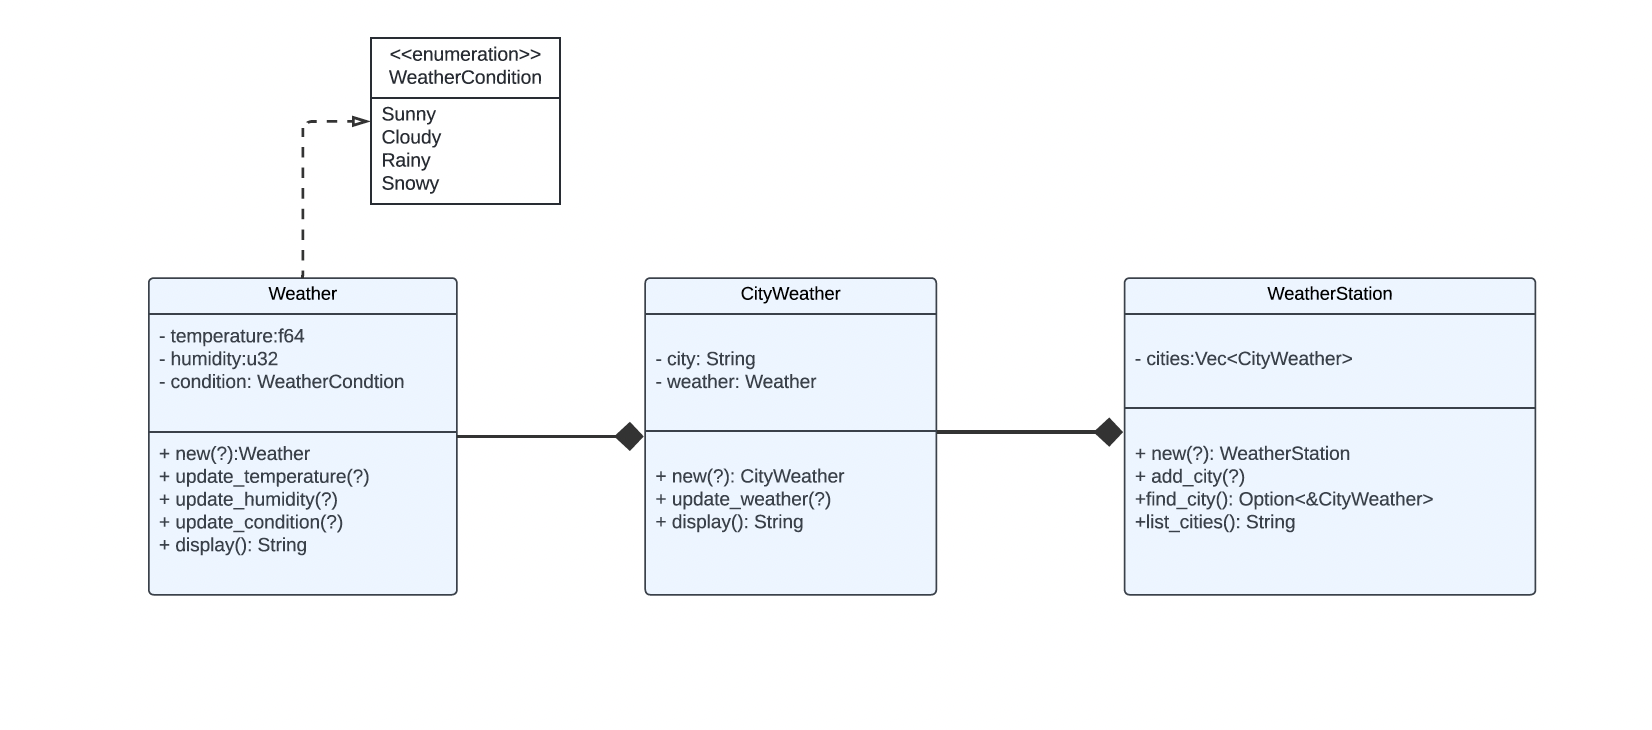 <<enumeration>>
WeatherCondition
Sunny
Cloudy
Rainy
Snowy
Weather
- temperature:f64
- humidity:u32
- condition: WeatherCondtion
+ new(?):Weather
+ update_temperature(?)
+ update_humidity(?)
+ update_condition(?)
+ display(): String
CityWeather
- city: String
- weather: Weather
+ new(?): CityWeather
+ update_weather(?)
+ display(): String
WeatherStation
- cities:Vec<CityWeather>
+ new(?): WeatherStation
+ add_city(?)
+find_city(): Option<&CityWeather>
+list_cities(): String